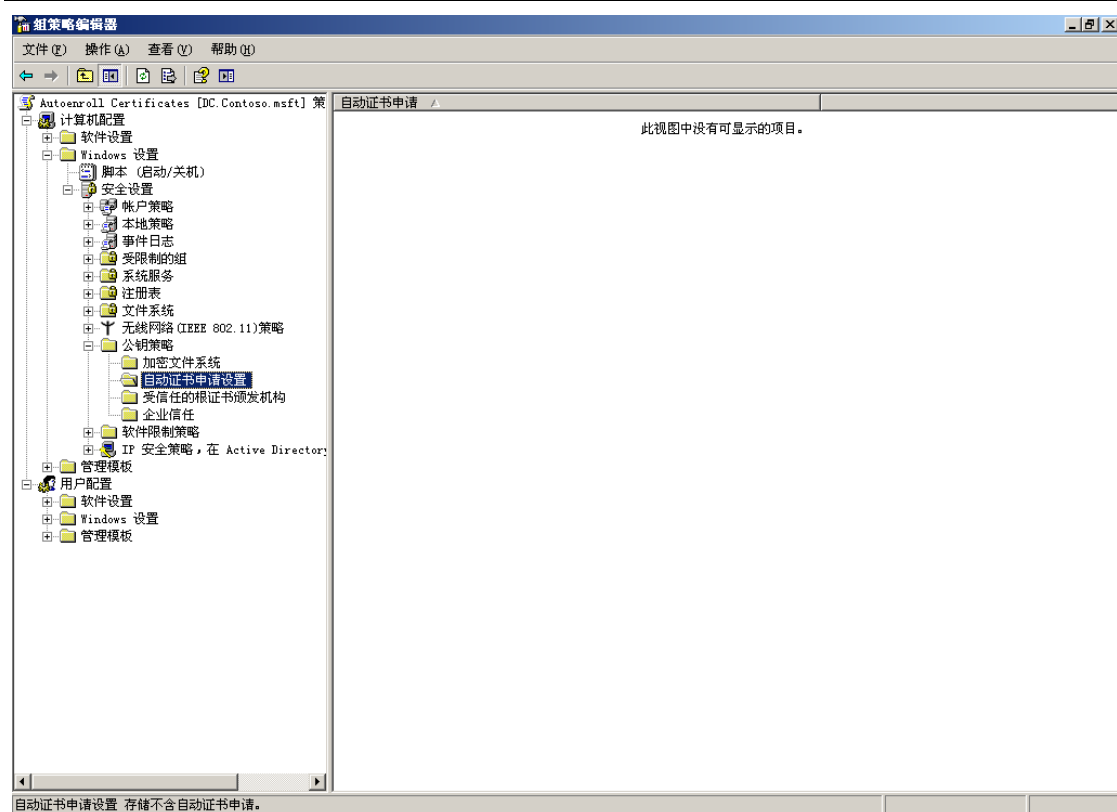 组策略编辑器
文件(F) 操作(A) 查看(V) 帮助(H)
Autoenroll Certificates [DC.Contoso.msft] 策
自动证书申请
此视图中没有可显示的项目。
计算机配置
软件设置
Windows 设置
脚本 (启动/关机)
安全设置
帐户策略
本地策略
事件日志
受限制的组
系统服务
注册表
文件系统
无线网络(IEEE 802.11)策略
公钥策略
加密文件系统
自动证书申请设置
受信任的根证书颁发机构
企业信任
软件限制策略
IP 安全策略，在 Active Directory
管理模板
用户配置
软件设置
Windows 设置
管理模板
自动证书申请设置 存储不含自动证书申请。